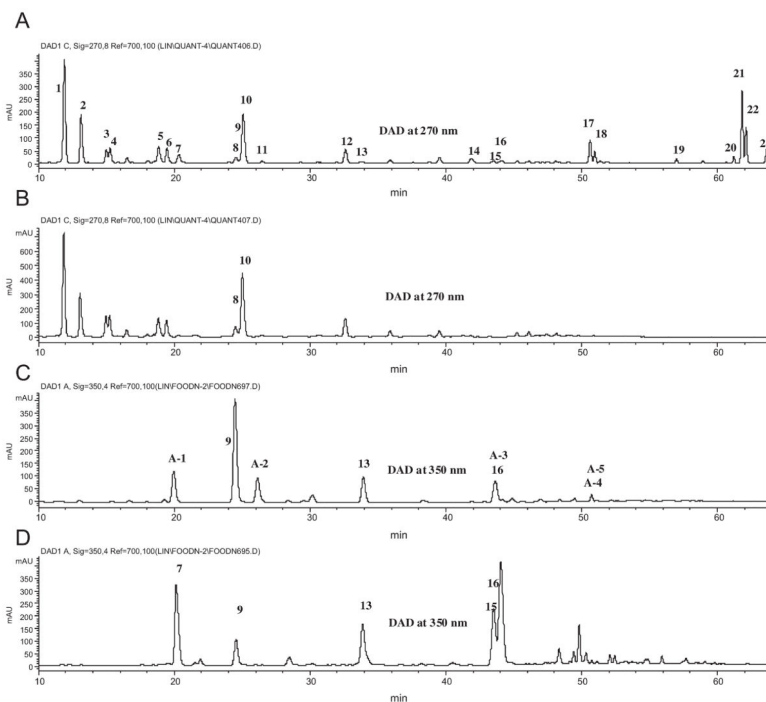 A
DAD1 C, Sig=270,8 Ref=700,100 (LIN\QUANT-4\QUANT406.D)
mAU
350
300
250
200
150
100
50
0
1
2
3
4
5
6
7
8
9
10
11
12
13
14
15
16
17
18
19
20
21
22
2
DAD at 270 nm
10 20 30 40 50 60
min
B
DAD1 C, Sig=270,8 Ref=700,100 (LIN\QUANT-4\QUANT407.D)
mAU
600
500
400
300
200
100
0
8
10
DAD at 270 nm
10 20 30 40 50 60
min
C
DAD1 A, Sig=350,4 Ref=700,100(LIN\FOODN-2\FOODN697.D)
mAU
400
350
300
250
200
150
100
50
0
A-1
9
A-2
13
DAD at 350 nm
A-3
16
A-5
A-4
10 20 30 40 50 60
min
D
DAD1 A, Sig=350,4 Ref=700,100(LIN\FOODN-2\FOODN695.D)
mAU
400
350
300
250
200
150
100
50
0
7
9
13
DAD at 350 nm
16
15
10 20 30 40 50 60
min